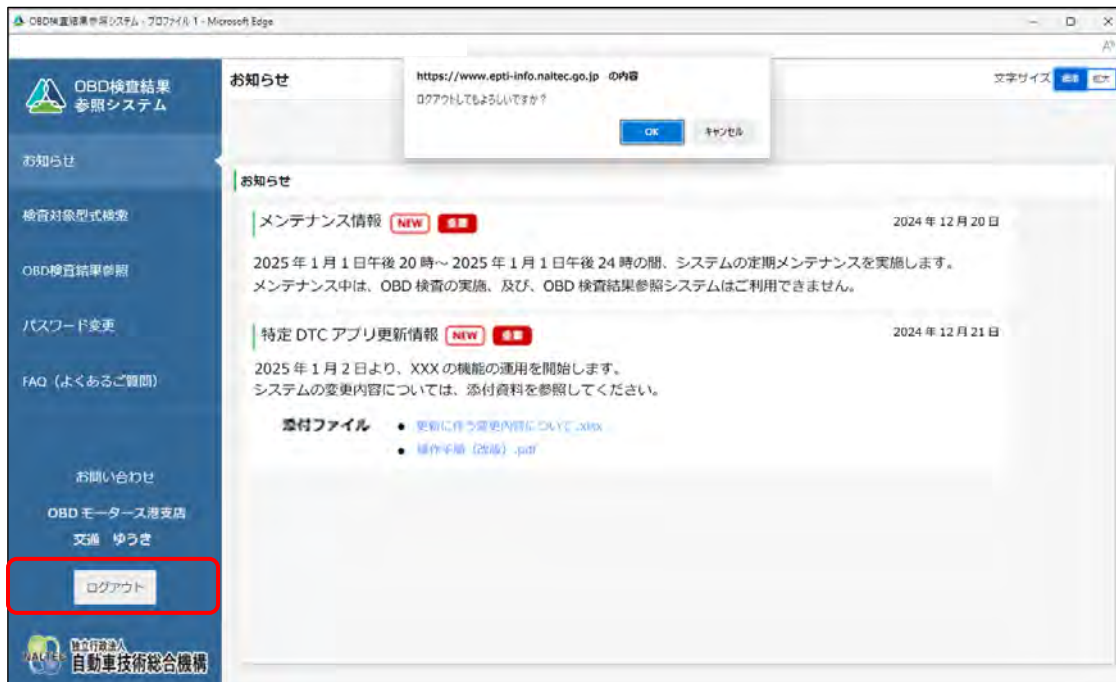 OBD検査結果参照システム - プロファイル 1 - Microsoft Edge
OBD検査結果
参照システム
お知らせ
検査対象型式検索
OBD検査結果参照
パスワード変更
FAQ（よくあるご質問）
お問い合わせ
OBD モータース港支店
交通　ゆうき
ログアウト
NALTEC
独立行政法人
自動車技術総合機構
お知らせ
https://www.epti-info.naltec.go.jp の内容
ログアウトしてもよろしいですか？
OK
キャンセル
文字サイズ 標準 拡大
お知らせ
メンテナンス情報 NEW 重要 2024 年 12 月 20 日
2025 年 1 月 1 日午後 20 時～ 2025 年 1 月 1 日午後 24 時の間、システムの定期メンテナンスを実施します。
メンテナンス中は、OBD 検査の実施、及び、OBD 検査結果参照システムはご利用できません。
特定 DTC アプリ更新情報 NEW 重要 2024 年 12 月 21 日
2025 年 1 月 2 日より、XXX の機能の運用を開始します。
システムの変更内容については、添付資料を参照してください。
添付ファイル
● 更新に伴う変更内容について.xlsx
● 操作手順（改版）.pdf